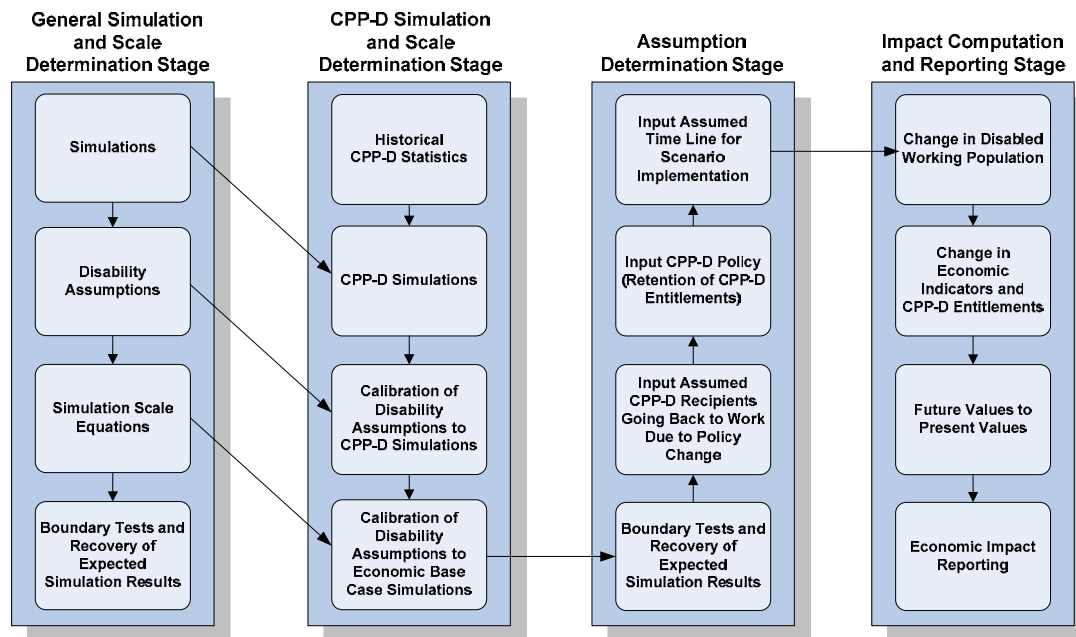 General Simulation
and Scale
Determination Stage
Simulations
Disability
Assumptions
Simulation Scale
Equations
Boundary Tests and
Recovery of
Expected
Simulation Results
CPP-D Simulation
and Scale
Determination Stage
Historical
CPP-D Statistics
CPP-D Simulations
Calibration of
Disability
Assumptions to
CPP-D Simulations
Calibration of
Disability
Assumptions to
Economic Base
Case Simulations
Assumption
Determination Stage
Input Assumed
Time Line for
Scenario
Implementation
Input CPP-D Policy
(Retention of CPP-D
Entitlements)
Input Assumed
CPP-D Recipients
Going Back to Work
Due to Policy
Change
Boundary Tests and
Recovery of
Expected
Simulation Results
Impact Computation
and Reporting Stage
Change in Disabled
Working Population
Change in
Economic
Indicators and
CPP-D Entitlements
Future Values to
Present Values
Economic Impact
Reporting